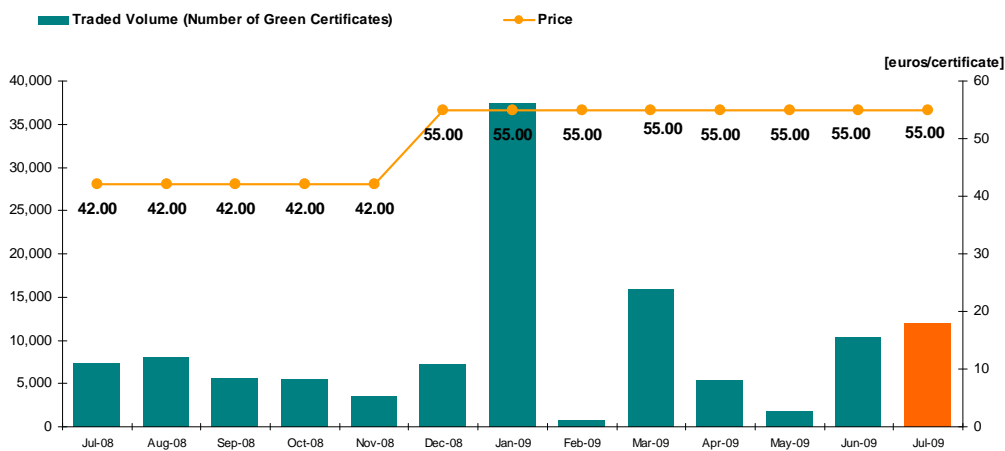 Traded Volume (Number of Green Certificates) Price
[euros/certificate]
40,000 60
35,000 50
30,000 40
25,000 30
20,000 20
15,000 10
10,000 0
5,000
0
55.00 55.00 55.00 55.00 55.00 55.00 55.00 55.00
42.00 42.00 42.00 42.00 42.00
Jul-08 Aug-08 Sep-08 Oct-08 Nov-08 Dec-08 Jan-09 Feb-09 Mar-09 Apr-09 May-09 Jun-09 Jul-09